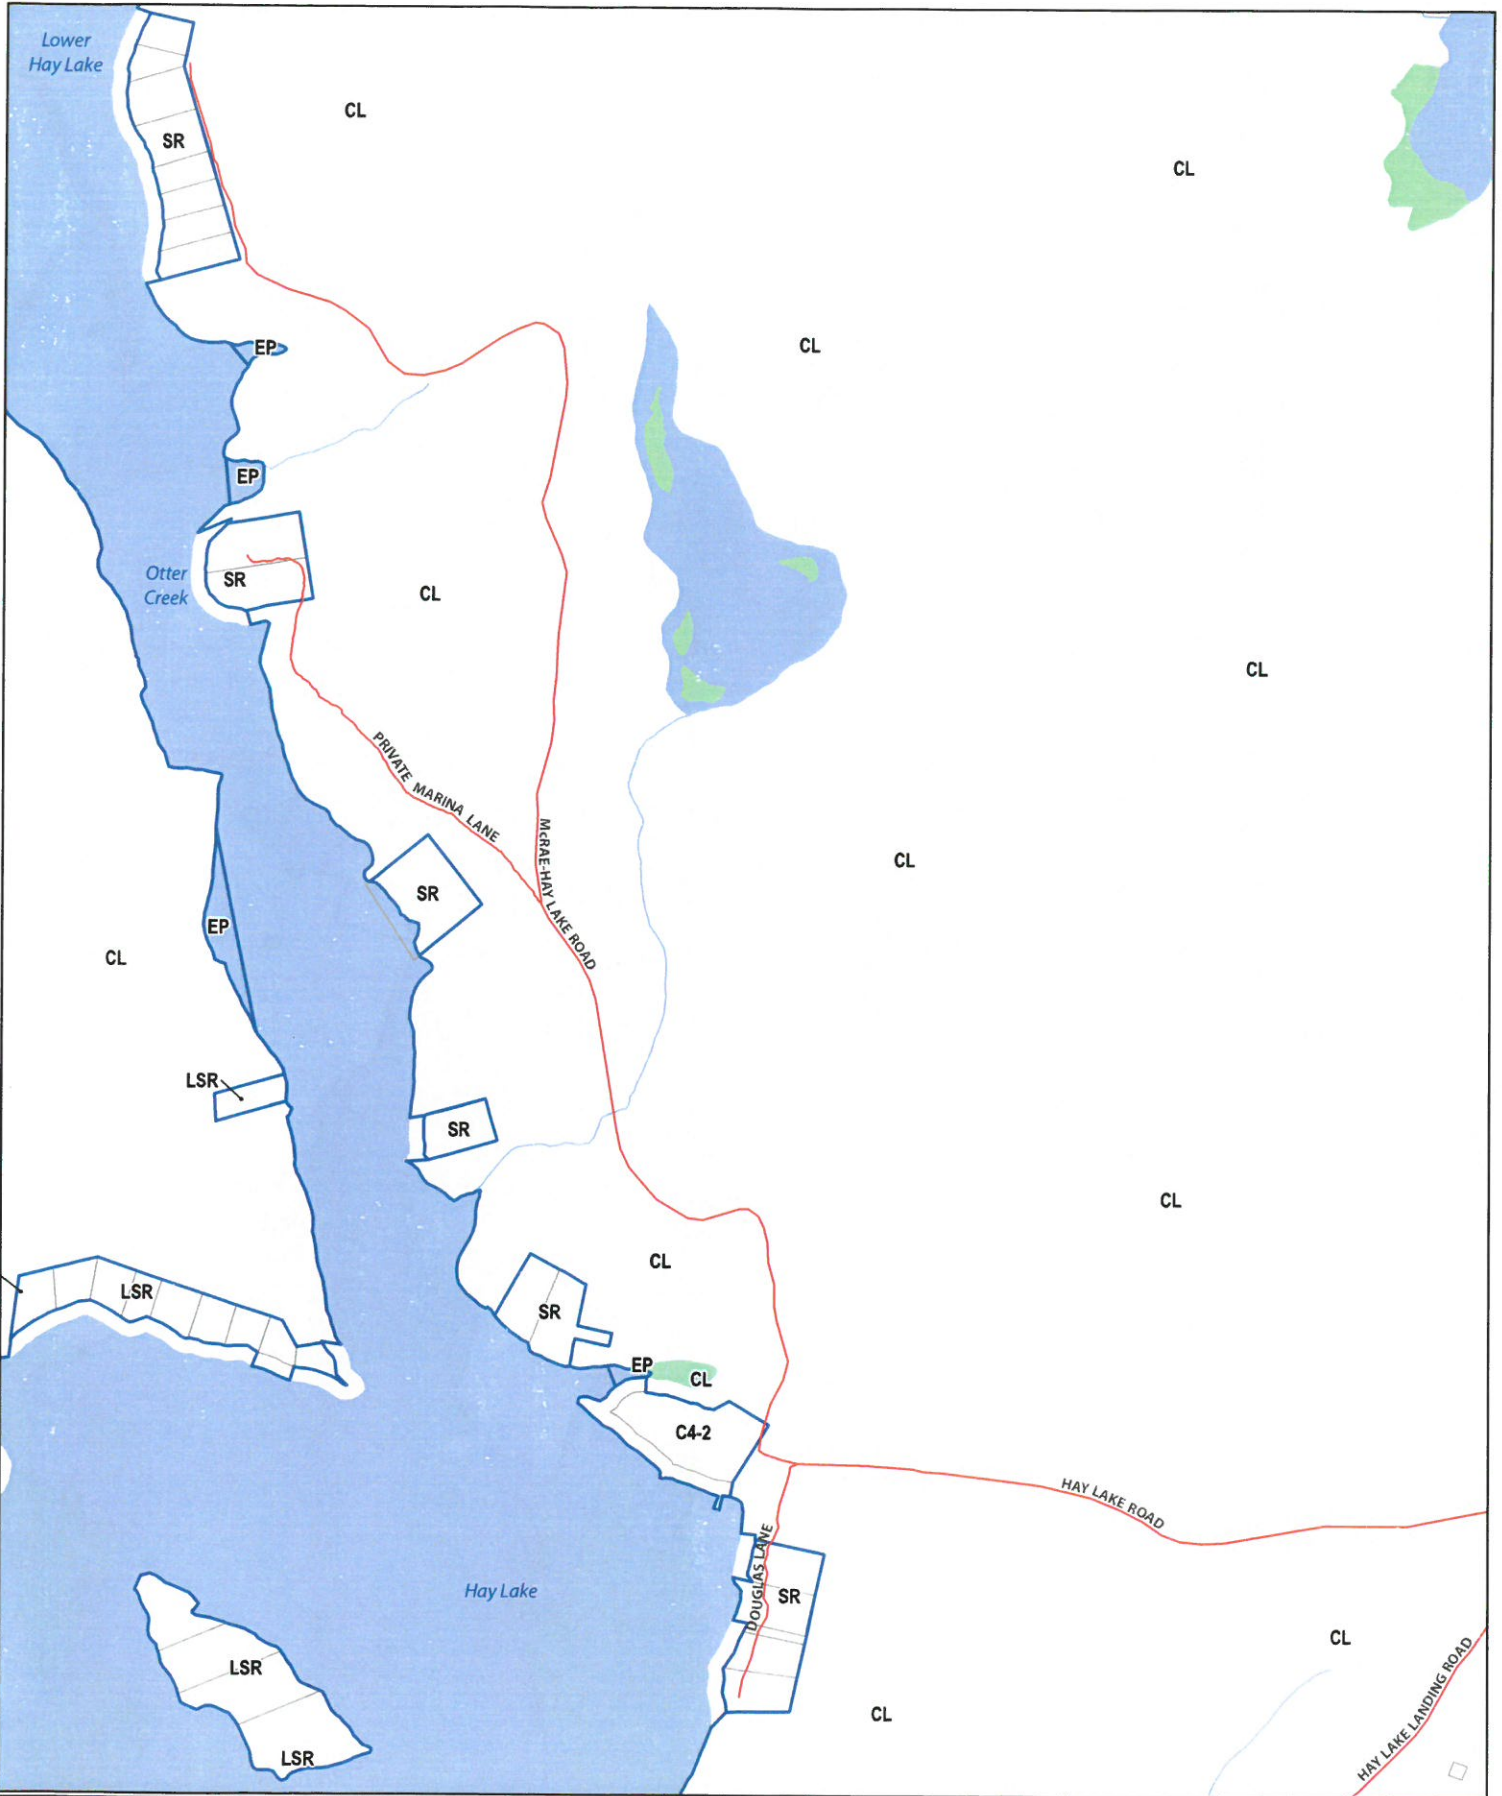 Lower
Hay Lake
CL
SR
CL
EP
CL
EP
Otter
Creek
SR
CL
CL
PRIVATE MARINA LANE
McRAE-HAY LAKE ROAD
CL
SR
EP
CL
LSR
SR
CL
CL
LSR
SR
EP
CL
C4-2
HAY LAKE ROAD
DOUGLAS LANE
Hay Lake
SR
CL
LSR
HAY LAKE LANDING ROAD
CL
LSR